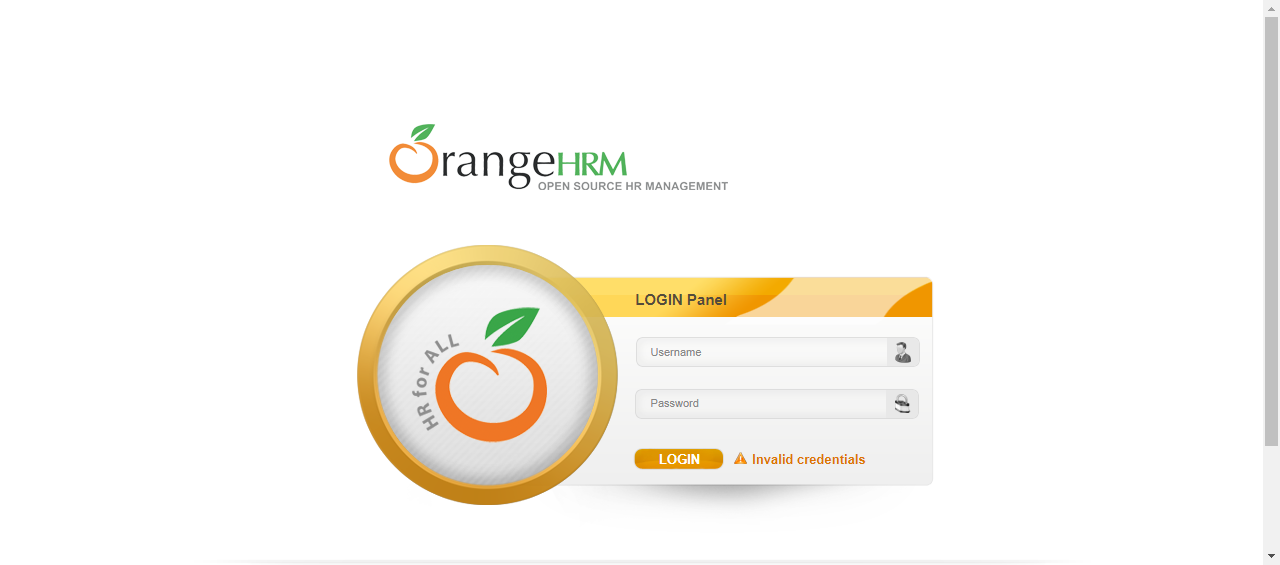 OrangeHRM
OPEN SOURCE HR MANAGEMENT
HR for ALL
LOGIN Panel
Username
Password
LOGIN
Invalid credentials